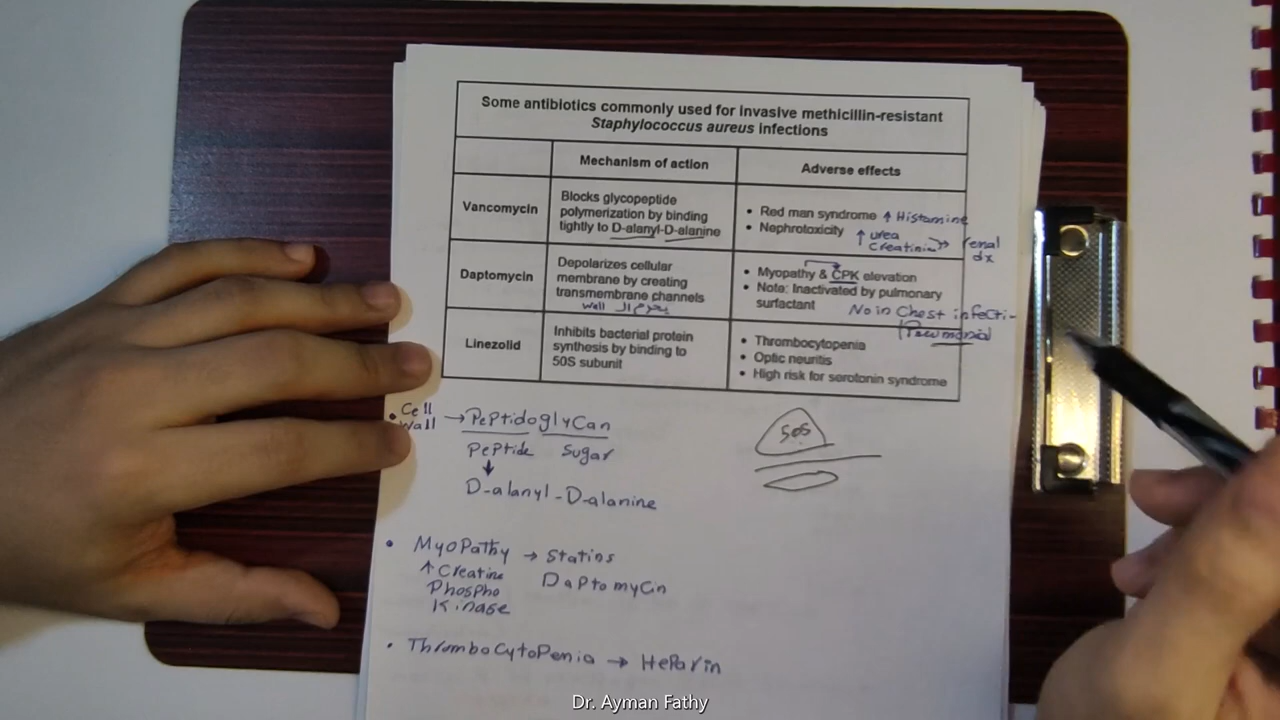 Some antibiotics commonly used for invasive methicillin-resistant
Staphylococcus aureus infections
Mechanism of action
Adverse effects
Vancomycin
Blocks glycopeptide
polymerization by binding
tightly to D-alanyl-D-alanine
• Red man syndrome ↑ Histamine
• Nephrotoxicity ↑ urea
Creatinin → renal
dx
Daptomycin
Depolarizes cellular
membrane by creating
transmembrane channels
Wall
• Myopathy & CPK elevation
• Note: Inactivated by pulmonary
surfactant
No in Chest infecti-
Linezolid
Inhibits bacterial protein
synthesis by binding to
50S subunit
• Thrombocytopenia
• Optic neuritis
• High risk for serotonin syndrome
• Cell
Wall → Peptidoglycan
Peptide Sugar
↓
D-alanyl-D-alanine
50S
• Myopathy → Statins
↑ Creatine
Phospho
Kinase
Daptomycin
• Thrombocytopenia → Heparin
Dr. Ayman Fathy